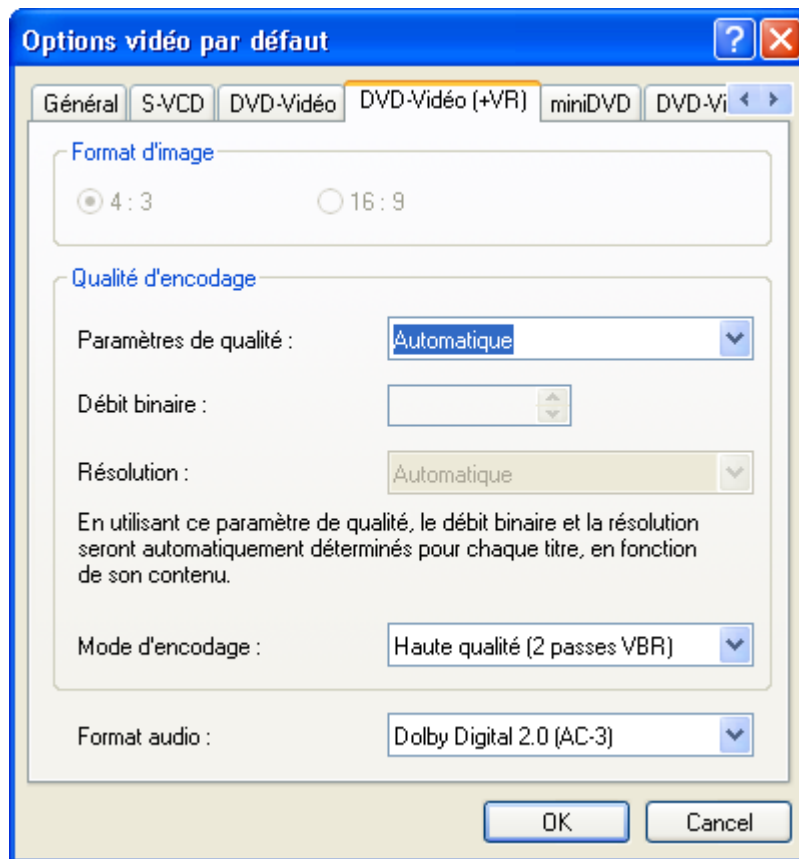 Options vidéo par défaut
Général S-VCD DVD-Vidéo DVD-Vidéo (+VR) miniDVD DVD-Vi
Format d'image
4 : 3 16 : 9
Qualité d'encodage
Paramètres de qualité : Automatique
Débit binaire :
Résolution : Automatique
En utilisant ce paramètre de qualité, le débit binaire et la résolution
seront automatiquement déterminés pour chaque titre, en fonction
de son contenu.
Mode d'encodage : Haute qualité (2 passes VBR)
Format audio : Dolby Digital 2.0 (AC-3)
OK Cancel